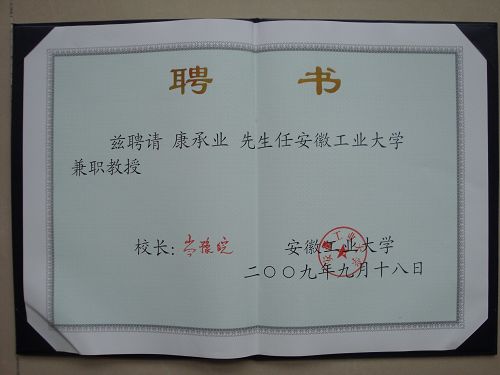 聘 书
兹聘请 康承业 先生任安徽工业大学
兼职教授
校长:
安徽工业大学
二〇〇九年九月十八日